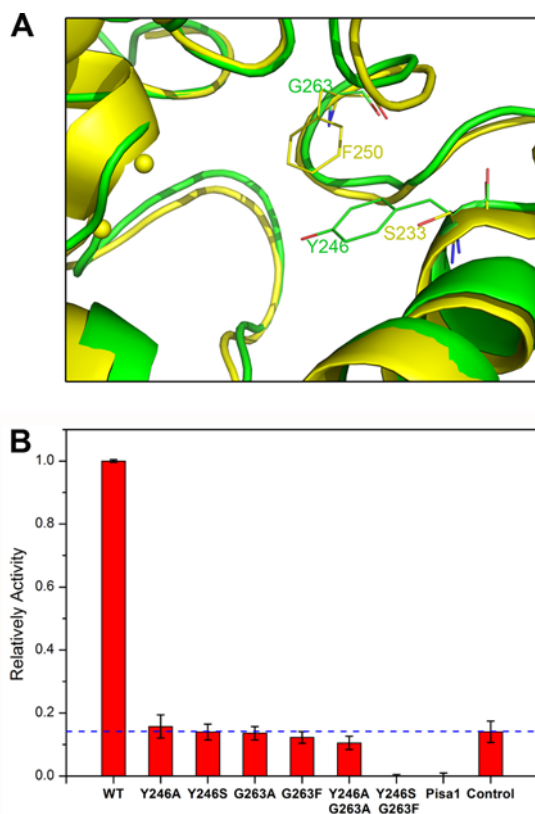 A
G263
F250
Y246
S233
B
Relatively Activity
1.0
0.8
0.6
0.4
0.2
0.0
WT Y246A Y246S G263A G263F Y246A Y246S Pisa1 Control
G263A G263F